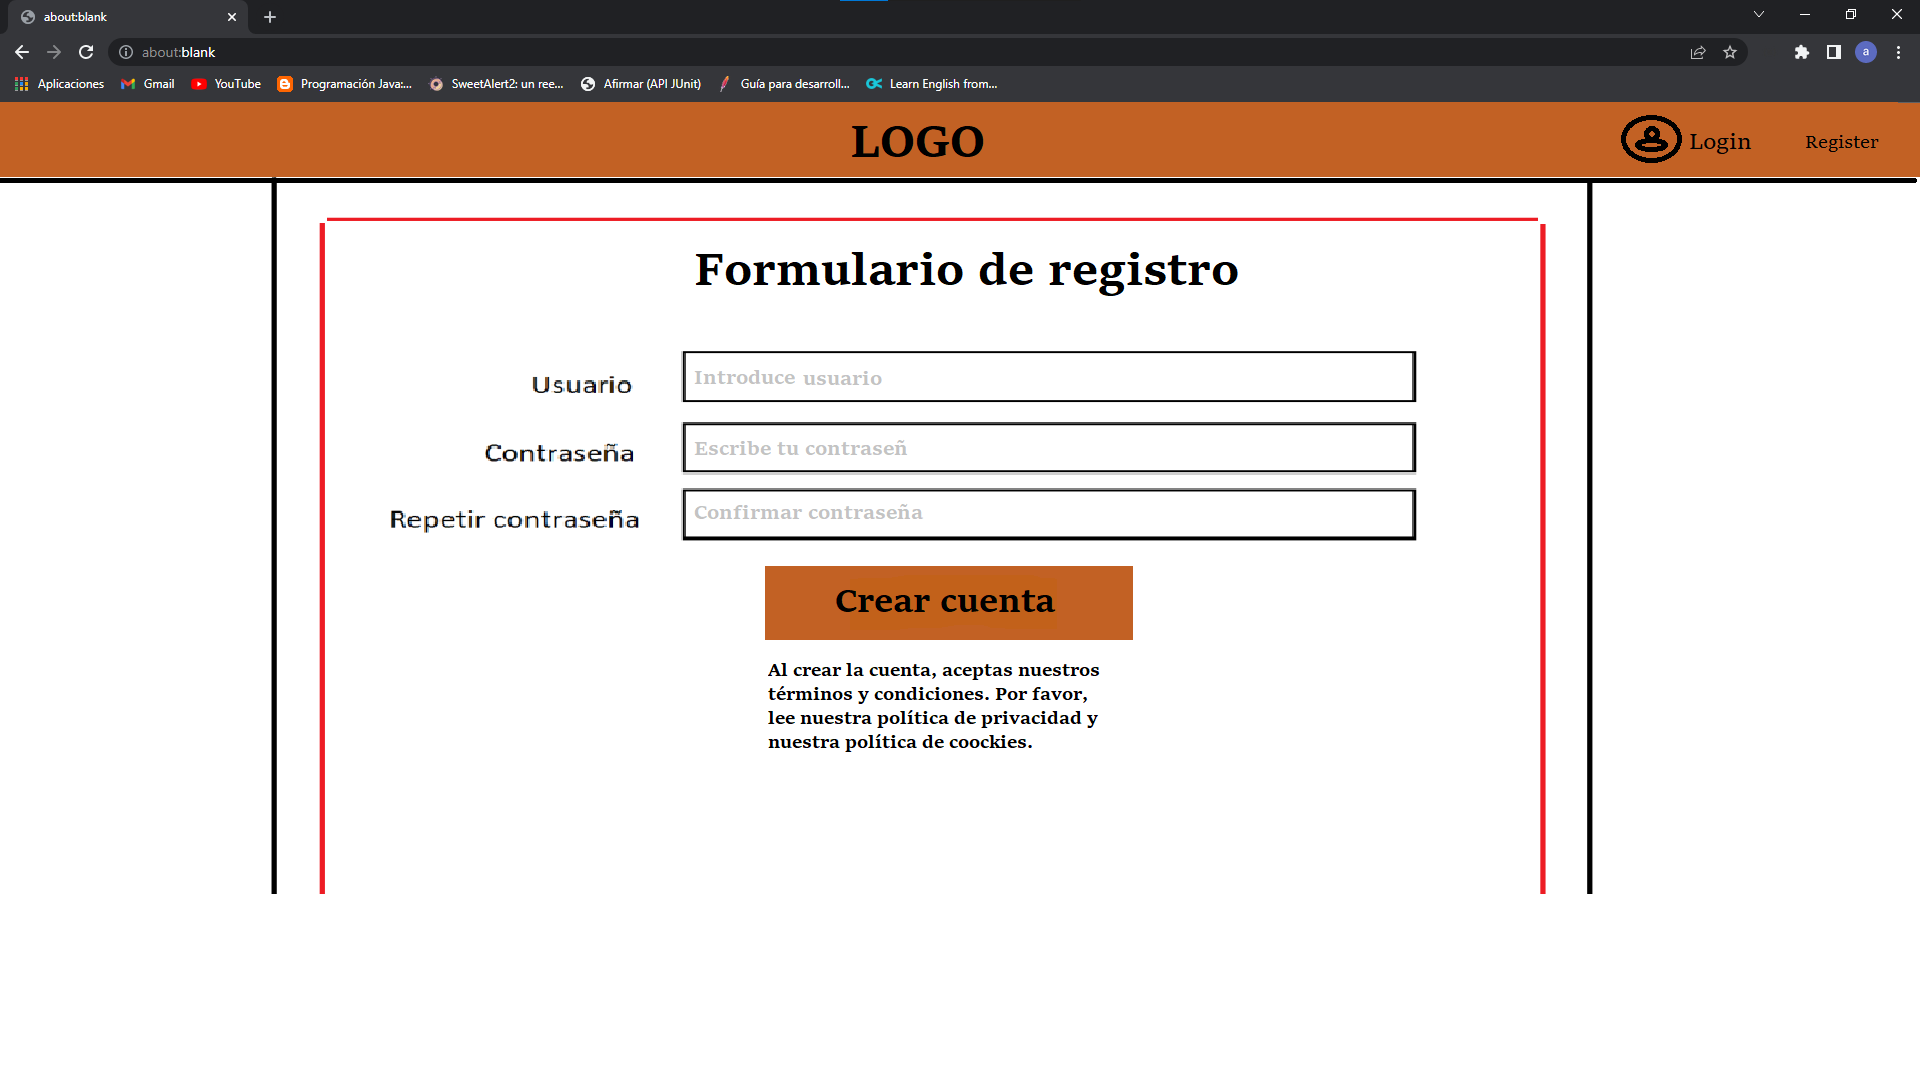 about:blank
about:blank
Aplicaciones Gmail YouTube Programación Java:... SweetAlert2: un ree... Afirmar (API JUnit) Guía para desarroll... Learn English from...
a
LOGO
Login Register
Formulario de registro
Usuario Introduce usuario
Contraseña Escribe tu contraseñ
Repetir contraseña Confirmar contraseña
Crear cuenta
Al crear la cuenta, aceptas nuestros
términos y condiciones. Por favor,
lee nuestra política de privacidad y
nuestra política de coockies.